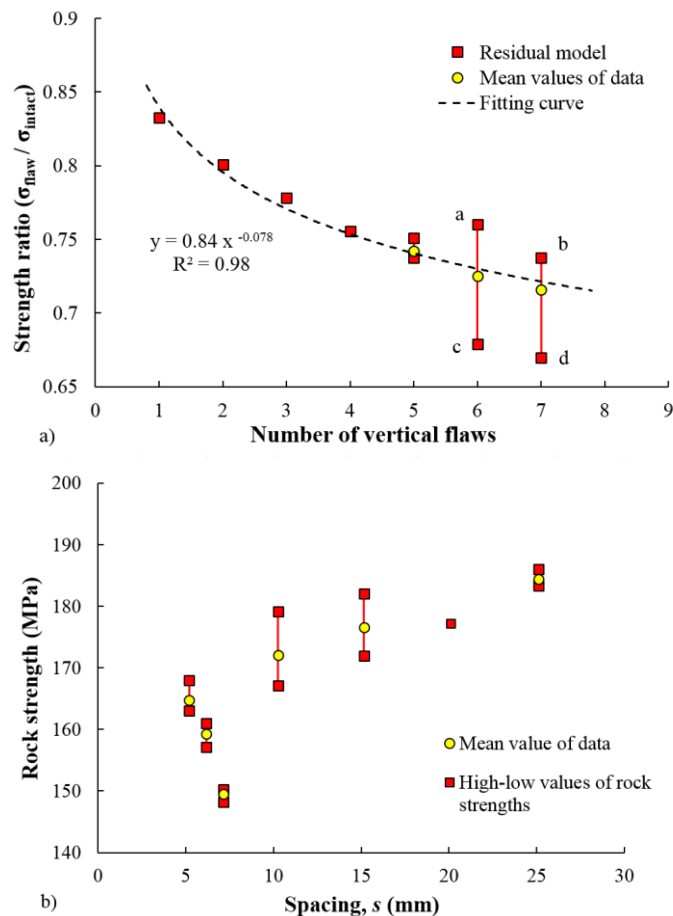 0.9
0.85
0.8
0.75
0.7
0.65
0 1 2 3 4 5 6 7 8 9
Strength ratio (σflaw / σintact)
Residual model
Mean values of data
Fitting curve
y = 0.84 x -0.078
R² = 0.98
a
b
c
d
a)
Number of vertical flaws
200
190
180
170
160
150
140
0 5 10 15 20 25 30
Rock strength (MPa)
Mean value of data
High-low values of rock
strengths
b)
Spacing, s (mm)